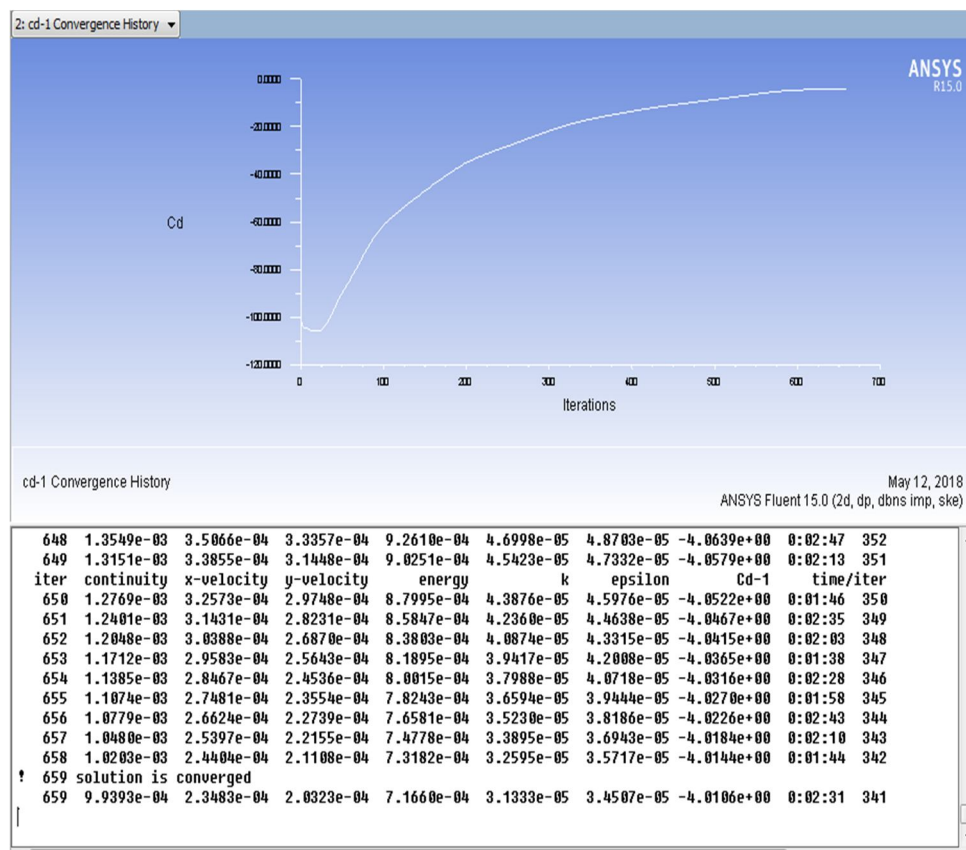 2: cd-1 Convergence History
ANSYS
R15.0
0.0000
-20.0000
-40.0000
Cd
-60.0000
-80.0000
-100.0000
-120.0000
0 100 200 300 400 500 600 700
Iterations
cd-1 Convergence History
May 12, 2018
ANSYS Fluent 15.0 (2d, dp, dbns imp, ske)
648 1.3549e-03 3.5066e-04 3.3357e-04 9.2610e-04 4.6998e-05 4.8703e-05 -4.0639e+00 0:02:47 352
649 1.3151e-03 3.3855e-04 3.1448e-04 9.0251e-04 4.5423e-05 4.7332e-05 -4.0579e+00 0:02:13 351
iter continuity x-velocity y-velocity energy k epsilon Cd-1 time/iter
650 1.2769e-03 3.2573e-04 2.9748e-04 8.7995e-04 4.3876e-05 4.5976e-05 -4.0522e+00 0:01:46 350
651 1.2401e-03 3.1431e-04 2.8231e-04 8.5847e-04 4.2360e-05 4.4638e-05 -4.0467e+00 0:02:35 349
652 1.2048e-03 3.0388e-04 2.6870e-04 8.3803e-04 4.0874e-05 4.3315e-05 -4.0415e+00 0:02:03 348
653 1.1712e-03 2.9583e-04 2.5643e-04 8.1895e-04 3.9417e-05 4.2008e-05 -4.0365e+00 0:01:38 347
654 1.1385e-03 2.8467e-04 2.4536e-04 8.0015e-04 3.7988e-05 4.0718e-05 -4.0316e+00 0:02:28 346
655 1.1074e-03 2.7481e-04 2.3554e-04 7.8243e-04 3.6594e-05 3.9444e-05 -4.0270e+00 0:01:58 345
656 1.0779e-03 2.6624e-04 2.2739e-04 7.6581e-04 3.5230e-05 3.8186e-05 -4.0226e+00 0:02:43 344
657 1.0480e-03 2.5397e-04 2.2155e-04 7.4778e-04 3.3895e-05 3.6943e-05 -4.0184e+00 0:02:10 343
658 1.0203e-03 2.4404e-04 2.1108e-04 7.3182e-04 3.2595e-05 3.5717e-05 -4.0144e+00 0:01:44 342
! 659 solution is converged
659 9.9393e-04 2.3483e-04 2.0323e-04 7.1660e-04 3.1333e-05 3.4507e-05 -4.0106e+00 0:02:31 341